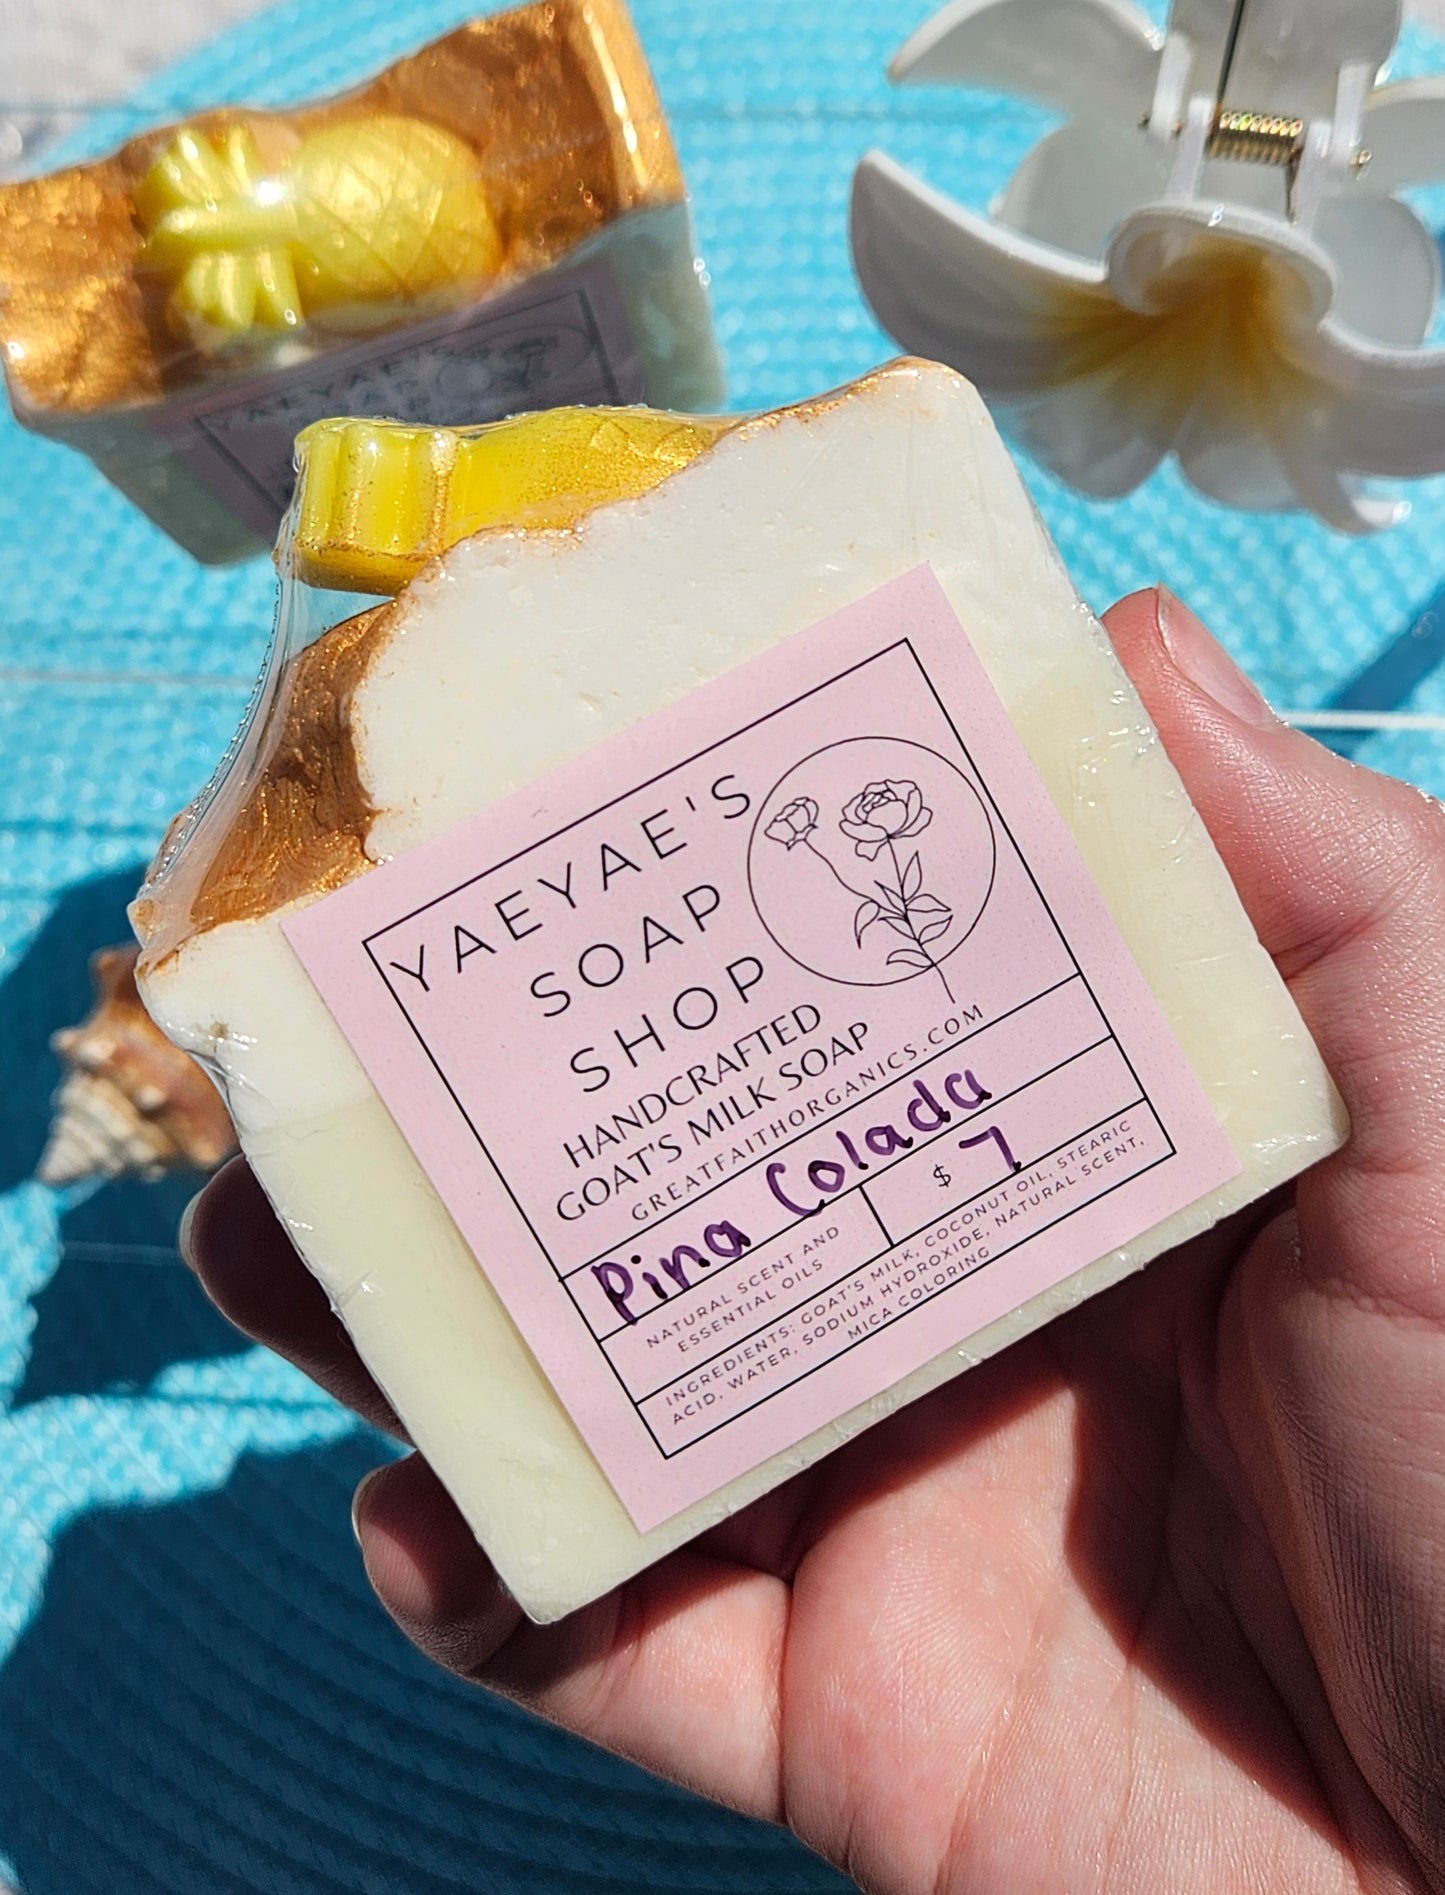 YAEYAE'S
SOAP
SHOP
HANDCRAFTED
GOAT'S MILK SOAP
GREATFAITHORGANICS.COM
Pina Colada
NATURAL SCENT AND
ESSENTIAL OILS
$ 7
INGREDIENTS: GOAT'S MILK, COCONUT OIL, STEARIC
ACID, WATER, SODIUM HYDROXIDE, NATURAL SCENT,
MICA COLORING
YAEYAE'S